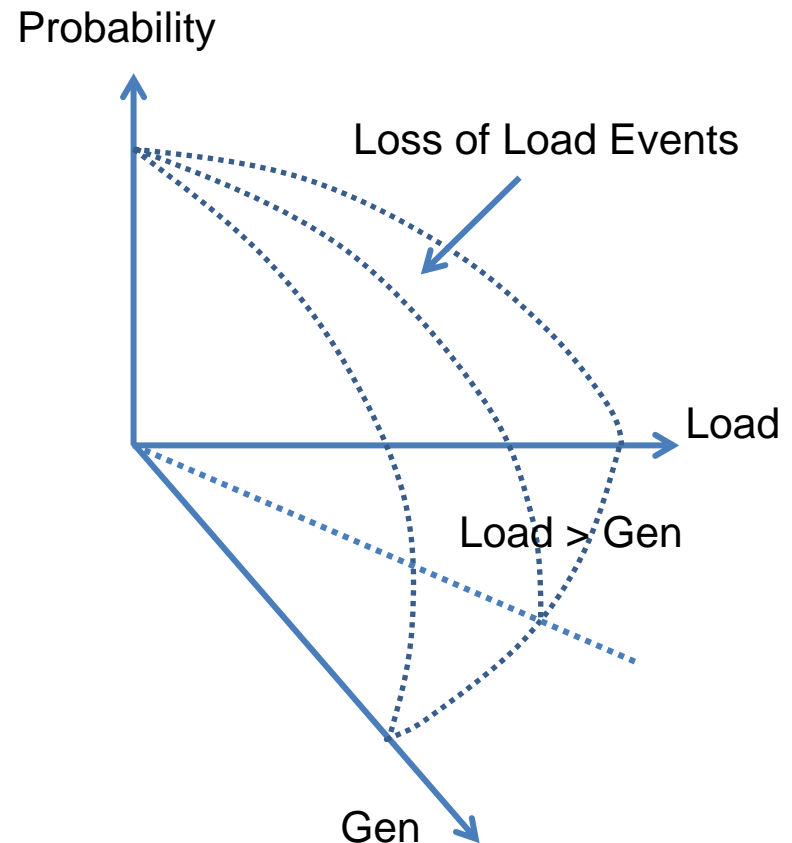 Probability
Loss of Load Events
Load
Load > Gen
Gen